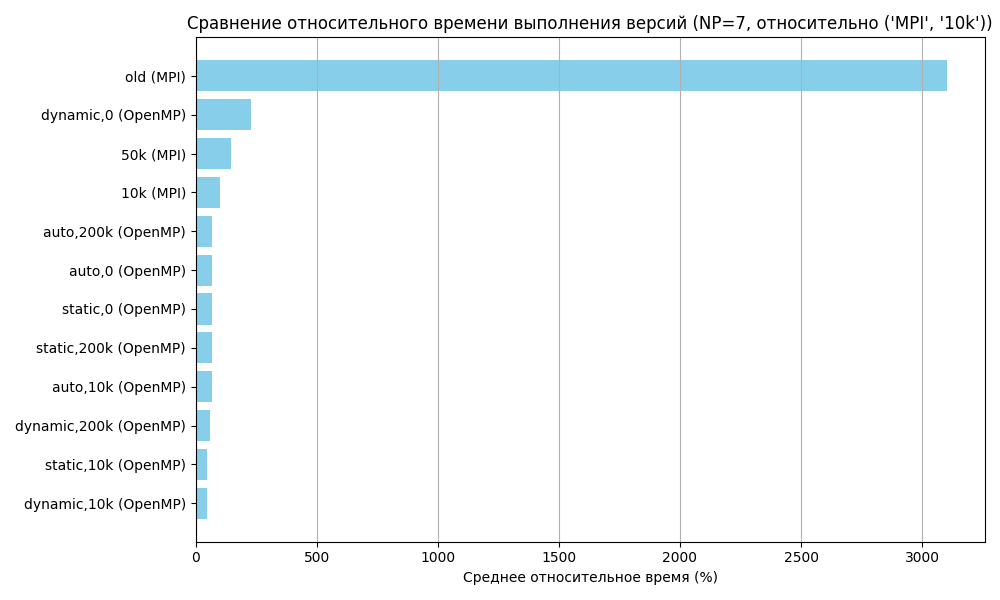 Сравнение относительного времени выполнения версий (NP=7, относительно ('MPI', '10k'))
old (MPI)
dynamic,0 (OpenMP)
50k (MPI)
10k (MPI)
auto,200k (OpenMP)
auto,0 (OpenMP)
static,0 (OpenMP)
static,200k (OpenMP)
auto,10k (OpenMP)
dynamic,200k (OpenMP)
static,10k (OpenMP)
dynamic,10k (OpenMP)
0 500 1000 1500 2000 2500 3000
Среднее относительное время (%)